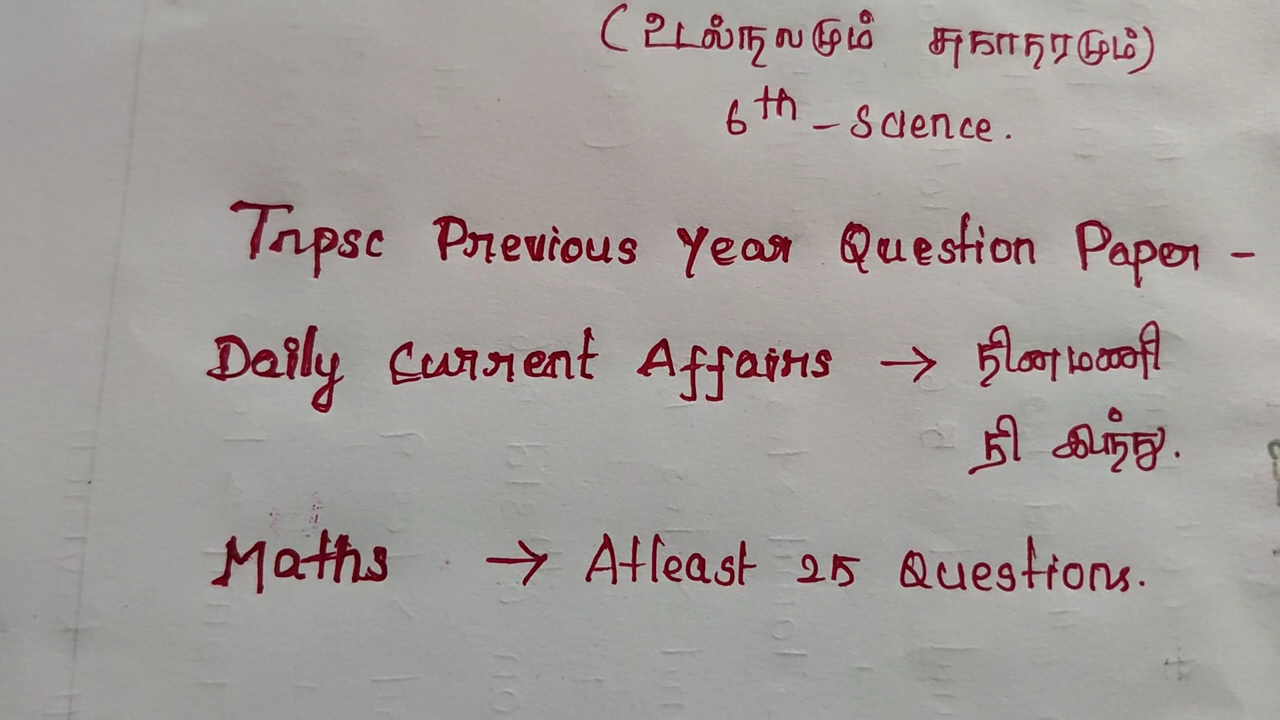 (உடல்நலமும் சுகாதாரமும்)
6th - Science.
Tnpsc Previous Year Question Paper -
Daily Current Affairs → தினமணி
தி இந்து.
Maths → Atleast 25 Questions.